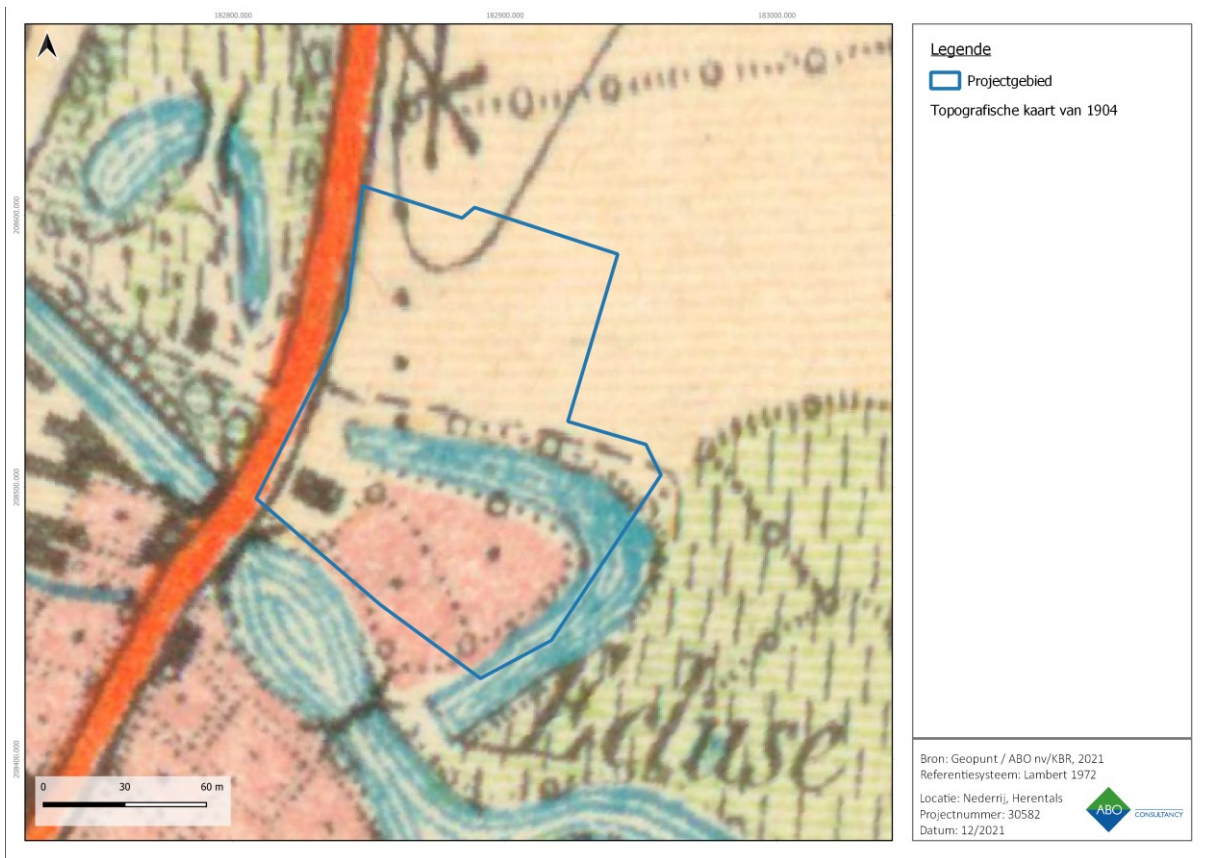 182800.000
182900.000
183000.000
208600.000
208500.000
208400.000
Ecluse
0 30 60 m
Legende
Projectgebied
Topografische kaart van 1904
Bron: Geopunt / ABO nv/KBR, 2021
Referentiesysteem: Lambert 1972
Locatie: Nederrij, Herentals
Projectnummer: 30582
Datum: 12/2021
ABO CONSULTANCY